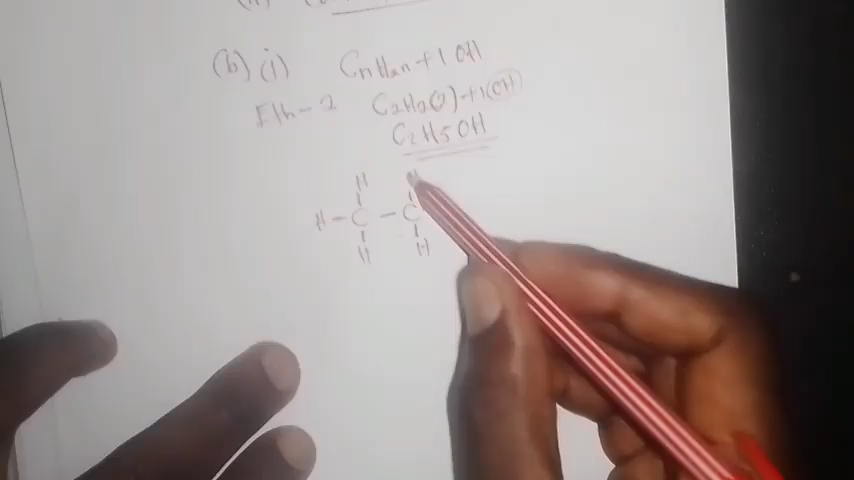 (b) (i) CnH2n+1 OH
Eth - 2 C2H2(2)+1(OH)
C2H5OH
H H
H - C - C
H H